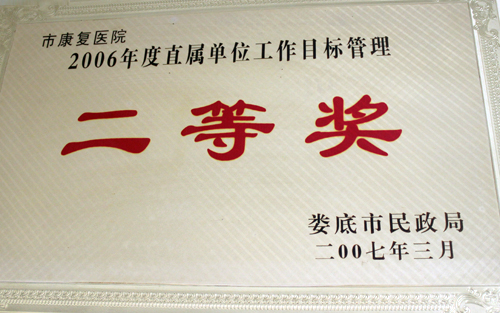 市康复医院
2006年度直属单位工作目标管理
二等奖
娄底市民政局
二00七年三月